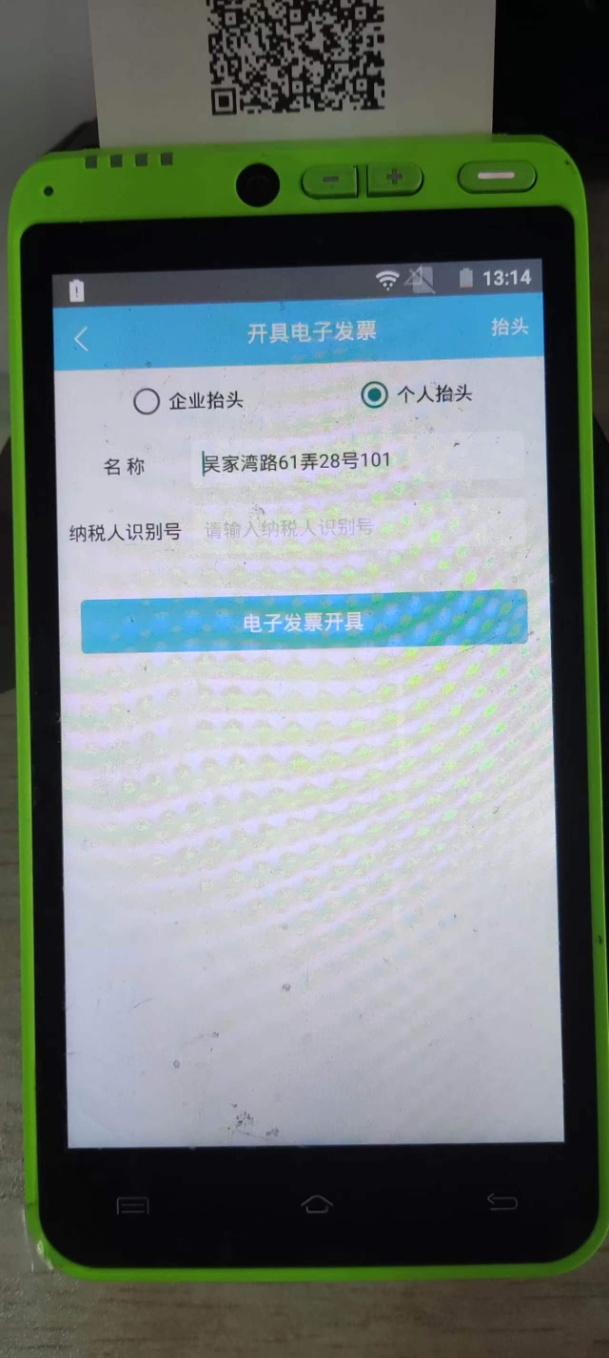 13:14
开具电子发票 抬头
企业抬头 个人抬头
名称 吴家湾路61弄28号101
纳税人识别号 请输入纳税人识别号
电子发票开具